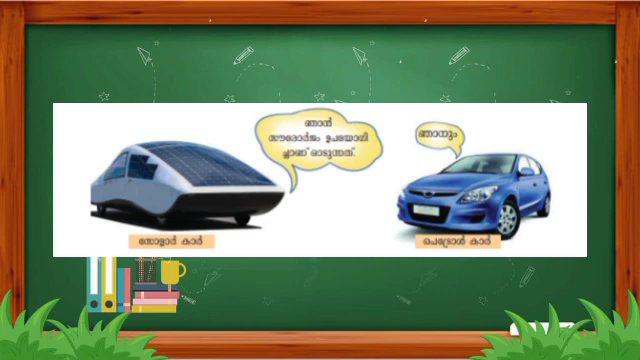 ഞാൻ
സൗരോർജം ഉപയോഗി
ച്ചാണ് ഓടുന്നത്.
ഞാനും
സോളാർ കാർ
പെട്രോൾ കാർ